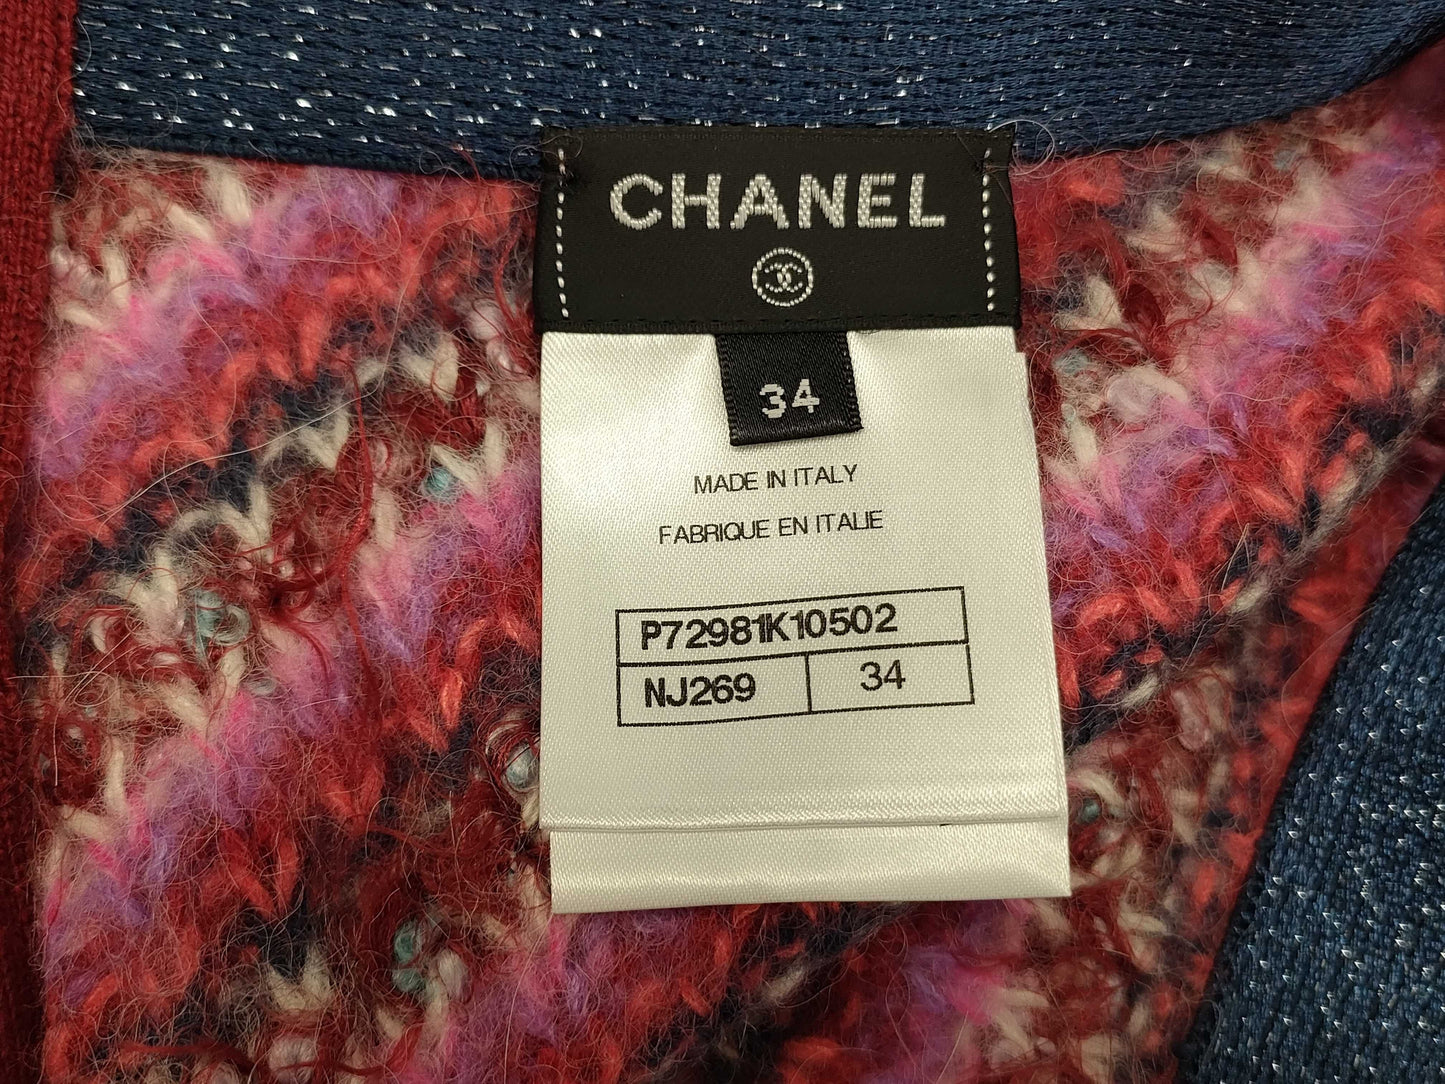 CHANEL
34
MADE IN ITALY
FABRIQUE EN ITALIE
P72981K10502
NJ269 34